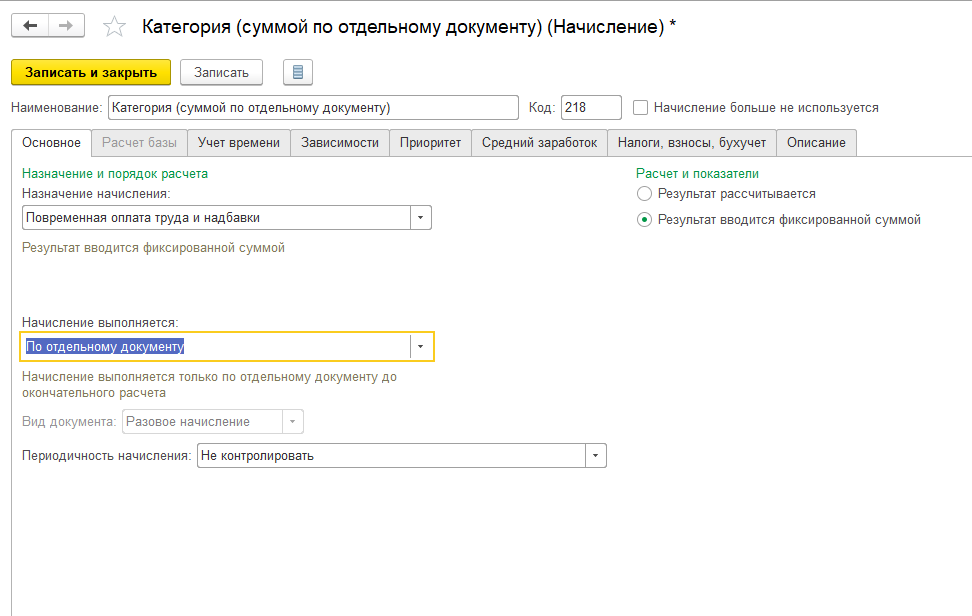 Категория (суммой по отдельному документу) (Начисление) *
Записать и закрыть Записать
Наименование: Категория (суммой по отдельному документу) Код: 218 Начисление больше не используется
Основное Расчет базы Учет времени Зависимости Приоритет Средний заработок Налоги, взносы, бухучет Описание
Назначение и порядок расчета Расчет и показатели
Назначение начисления: Результат рассчитывается
Повременная оплата труда и надбавки Результат вводится фиксированной суммой
Результат вводится фиксированной суммой
Начисление выполняется:
По отдельному документу
Начисление выполняется только по отдельному документу до
окончательного расчета
Вид документа: Разовое начисление
Периодичность начисления: Не контролировать